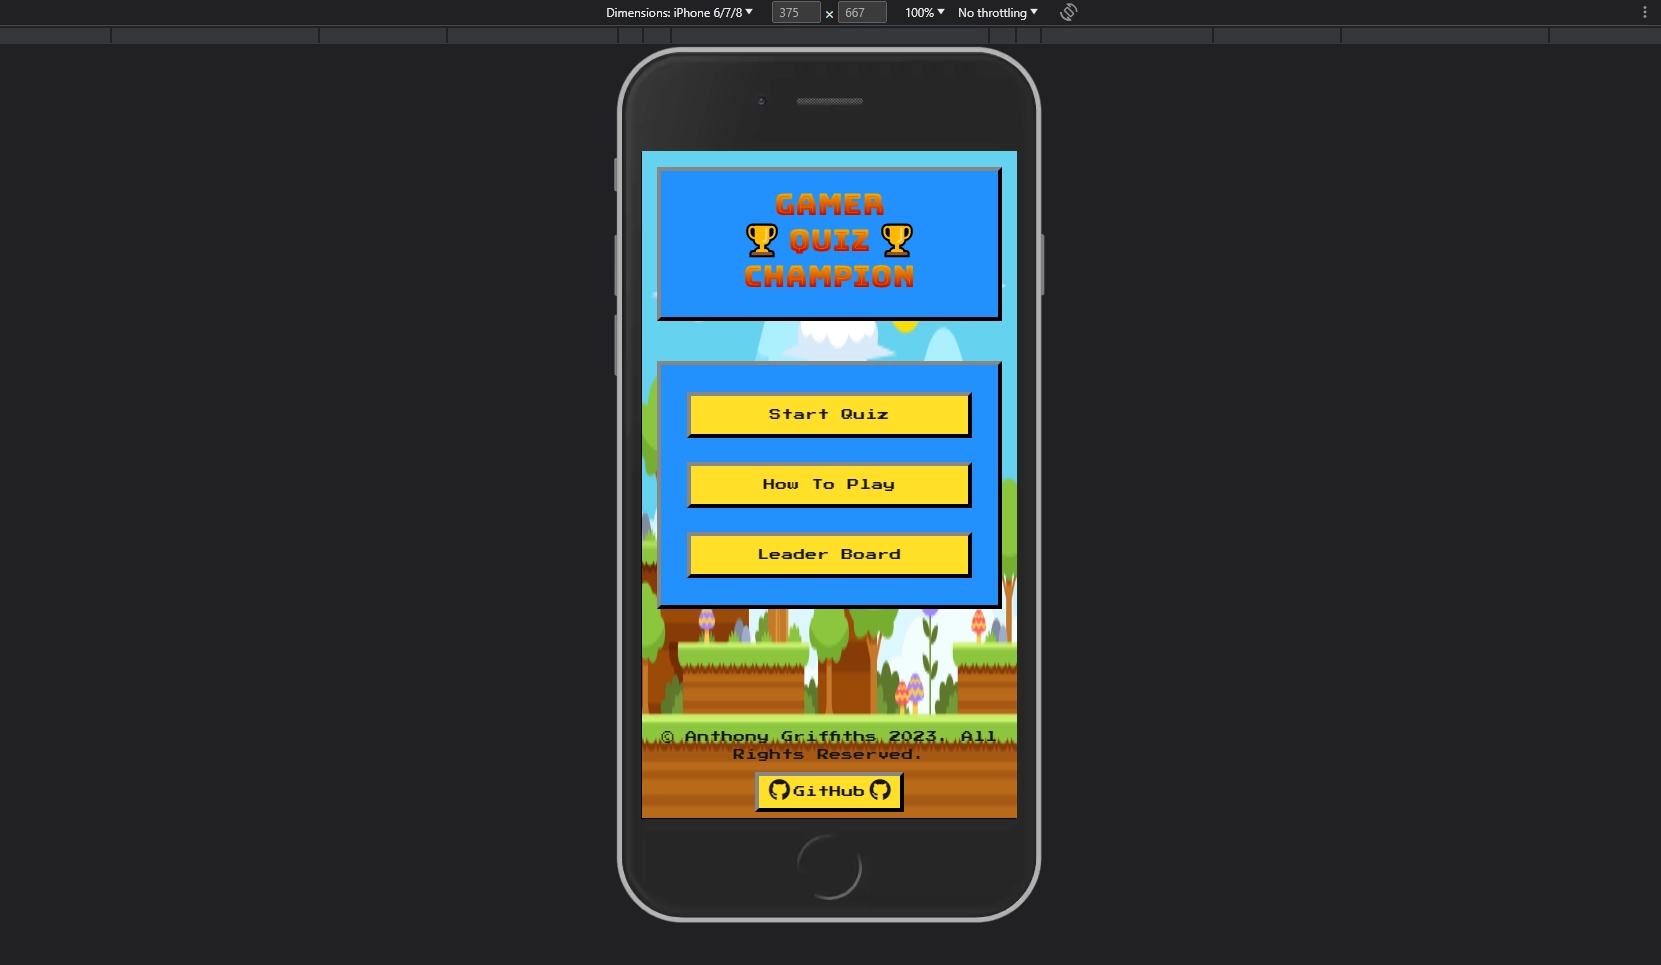 Dimensions: iPhone 6/7/8 ▼ 375 × 667 100% ▼ No throttling ▼
GAMER
QUIZ
CHAMPION
Start Quiz
How To Play
Leader Board
© Anthony Griffiths 2023. All
Rights Reserved.
GitHub